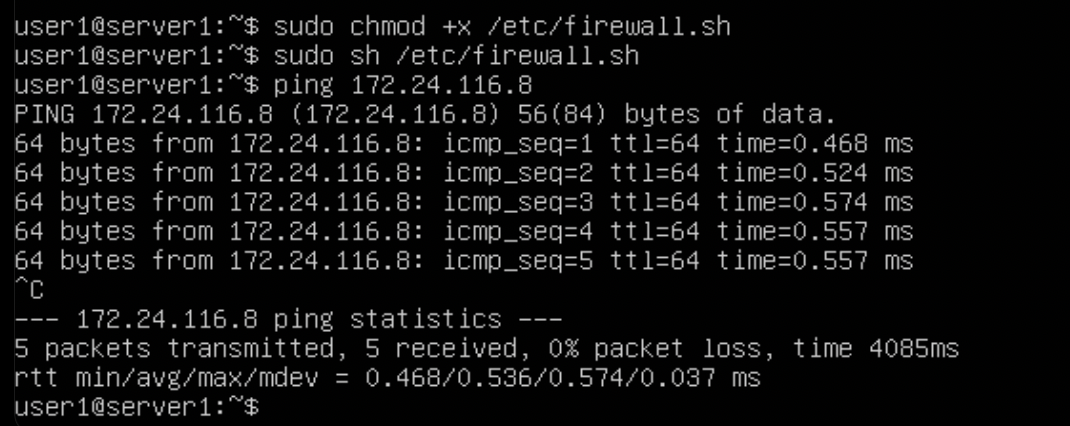 user1@server1:~$ sudo chmod +x /etc/firewall.sh
user1@server1:~$ sudo sh /etc/firewall.sh
user1@server1:~$ ping 172.24.116.8
PING 172.24.116.8 (172.24.116.8) 56(84) bytes of data.
64 bytes from 172.24.116.8: icmp_seq=1 ttl=64 time=0.468 ms
64 bytes from 172.24.116.8: icmp_seq=2 ttl=64 time=0.524 ms
64 bytes from 172.24.116.8: icmp_seq=3 ttl=64 time=0.574 ms
64 bytes from 172.24.116.8: icmp_seq=4 ttl=64 time=0.557 ms
64 bytes from 172.24.116.8: icmp_seq=5 ttl=64 time=0.557 ms
^C
--- 172.24.116.8 ping statistics ---
5 packets transmitted, 5 received, 0% packet loss, time 4085ms
rtt min/avg/max/mdev = 0.468/0.536/0.574/0.037 ms
user1@server1:~$